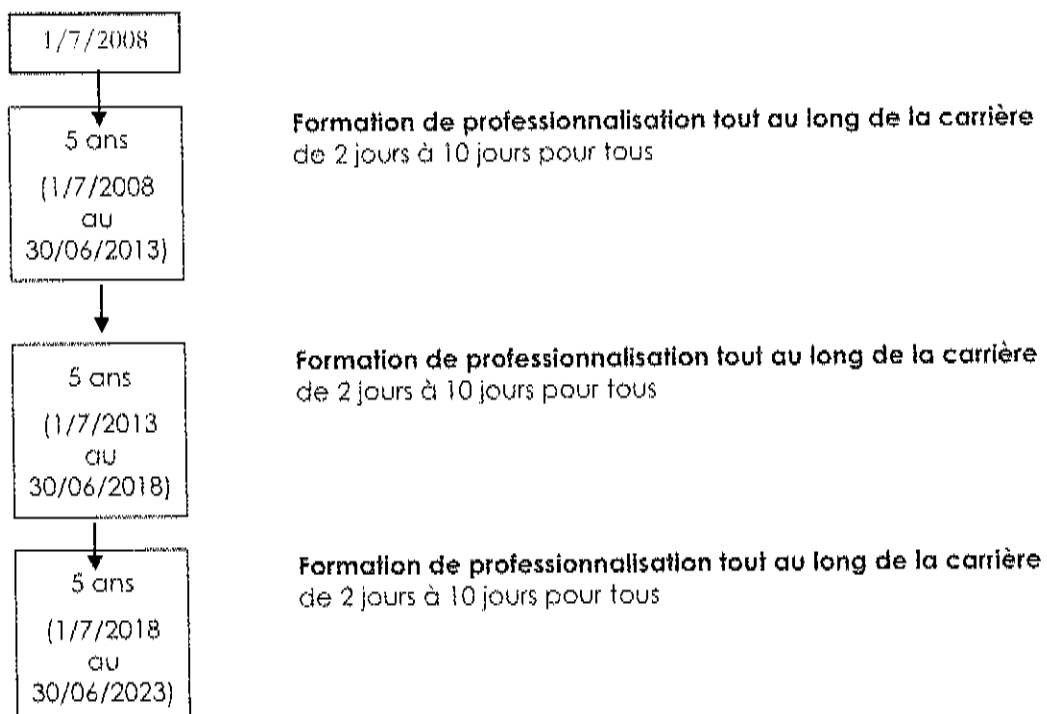 1/7/2008
5 ans
(1/7/2008
au
30/06/2013)
Formation de professionnalisation tout au long de la carrière
de 2 jours à 10 jours pour tous
5 ans
(1/7/2013
au
30/06/2018)
Formation de professionnalisation tout au long de la carrière
de 2 jours à 10 jours pour tous
5 ans
(1/7/2018
au
30/06/2023)
Formation de professionnalisation tout au long de la carrière
de 2 jours à 10 jours pour tous